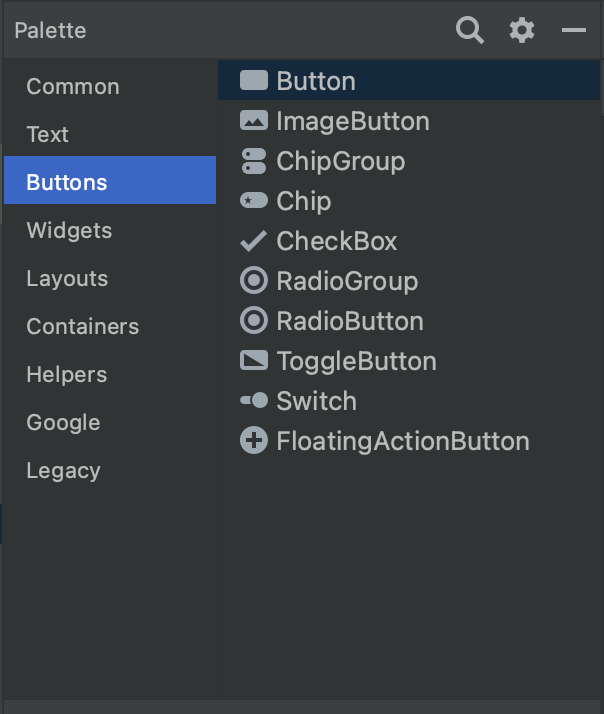 Palette
Common
Text
Buttons
Widgets
Layouts
Containers
Helpers
Google
Legacy
Button
ImageButton
ChipGroup
Chip
CheckBox
RadioGroup
RadioButton
ToggleButton
Switch
FloatingActionButton